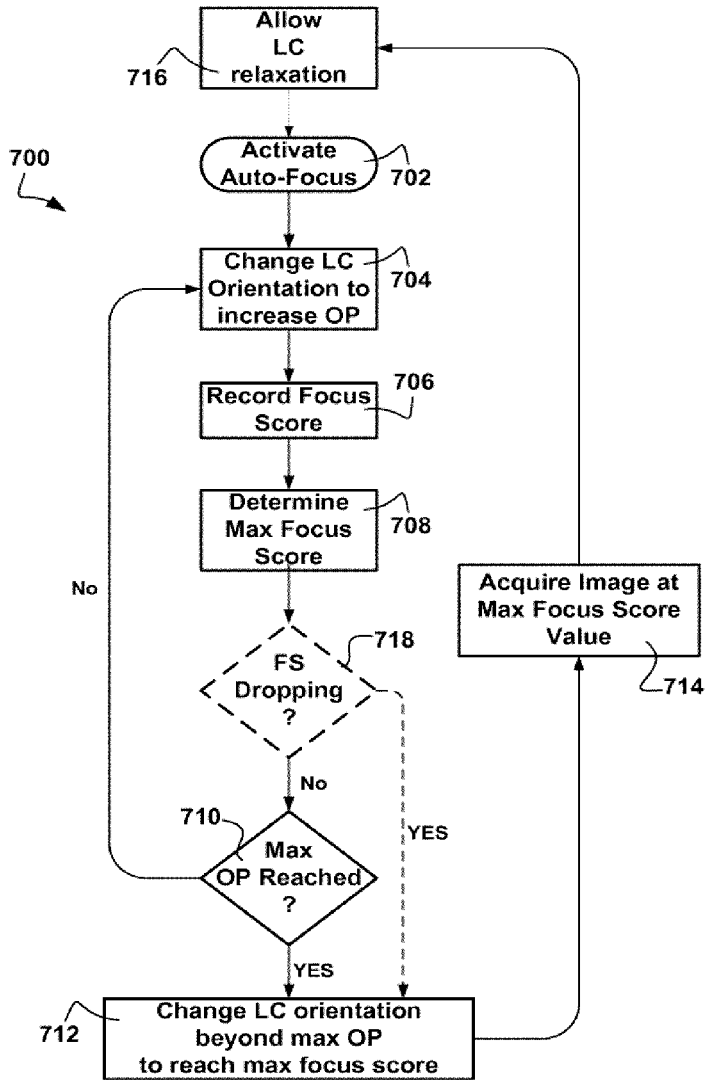 Allow
LC
relaxation
716
Activate
Auto-Focus
702
700
Change LC
Orientation to
increase OP
704
Record Focus
Score
706
Determine
Max Focus
Score
708
No
Acquire Image at
Max Focus Score
Value
714
FS
Dropping
?
718
No
YES
710
Max
OP Reached
?
YES
Change LC orientation
beyond max OP
to reach max focus score
712